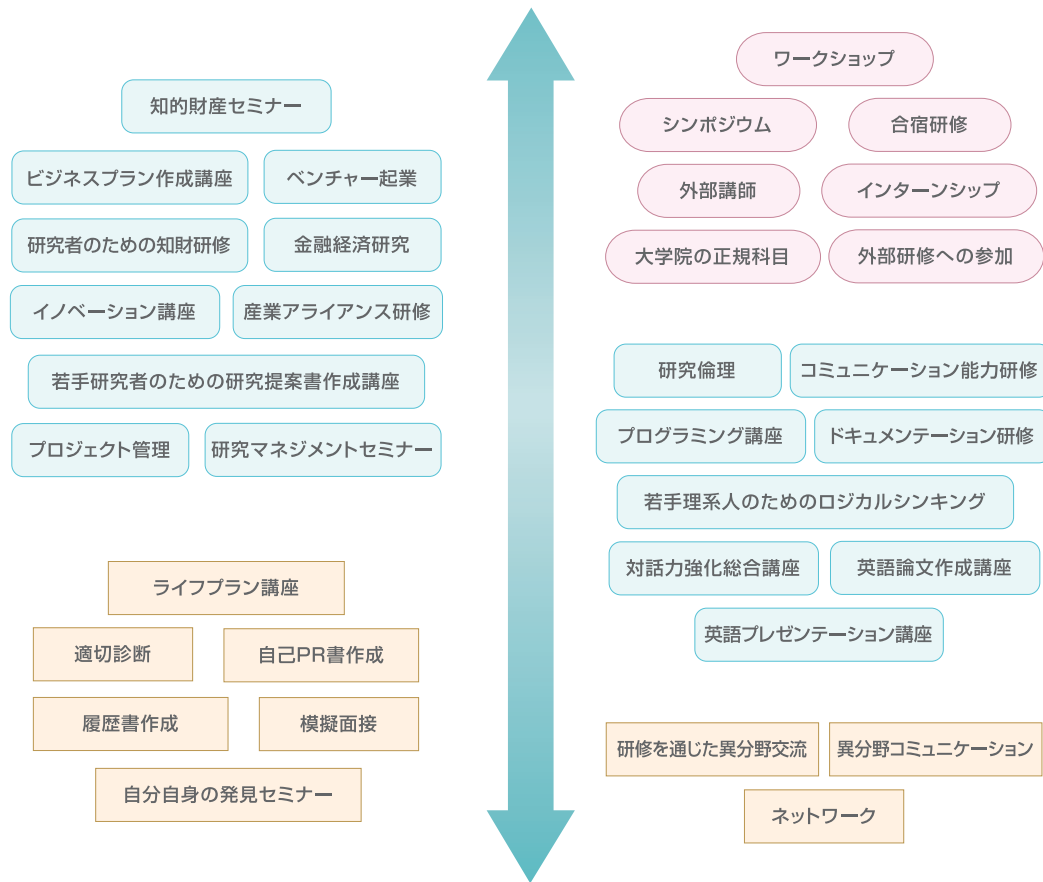 知的財産セミナー
ビジネスプラン作成講座
ベンチャー起業
研究者のための知財研修
金融経済研究
イノベーション講座
産業アライアンス研修
若手研究者のための研究提案書作成講座
プロジェクト管理
研究マネジメントセミナー
ライフプラン講座
適切診断
自己PR書作成
履歴書作成
模擬面接
自分自身の発見セミナー
ワークショップ
シンポジウム
合宿研修
外部講師
インターンシップ
大学院の正規科目
外部研修への参加
研究倫理
コミュニケーション能力研修
プログラミング講座
ドキュメンテーション研修
若手理系人のためのロジカルシンキング
対話力強化総合講座
英語論文作成講座
英語プレゼンテーション講座
研修を通じた異分野交流
異分野コミュニケーション
ネットワーク